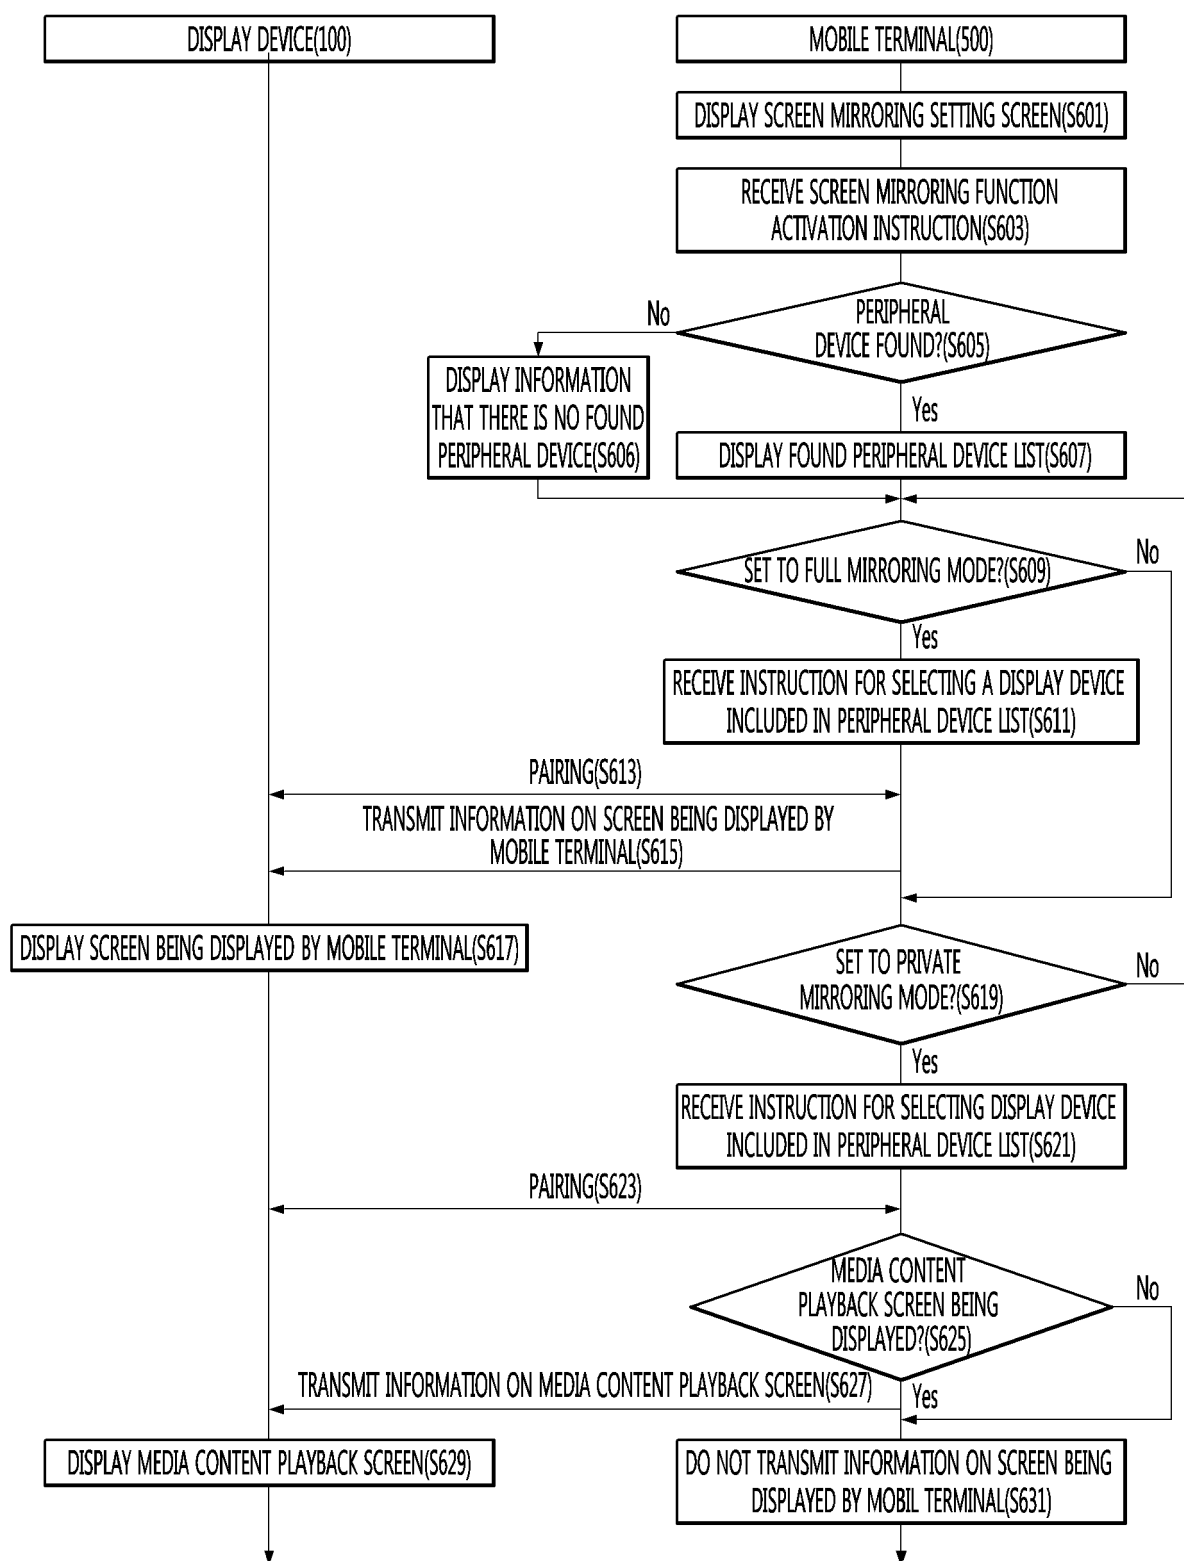 DISPLAY DEVICE(100)
MOBILE TERMINAL(500)
DISPLAY SCREEN MIRRORING SETTING SCREEN(S601)
RECEIVE SCREEN MIRRORING FUNCTION
ACTIVATION INSTRUCTION(S603)
No
PERIPHERAL
DEVICE FOUND?(S605)
DISPLAY INFORMATION
THAT THERE IS NO FOUND
PERIPHERAL DEVICE(S606)
Yes
DISPLAY FOUND PERIPHERAL DEVICE LIST(S607)
SET TO FULL MIRRORING MODE?(S609)
No
Yes
RECEIVE INSTRUCTION FOR SELECTING A DISPLAY DEVICE
INCLUDED IN PERIPHERAL DEVICE LIST(S611)
PAIRING(S613)
TRANSMIT INFORMATION ON SCREEN BEING DISPLAYED BY
MOBILE TERMINAL(S615)
DISPLAY SCREEN BEING DISPLAYED BY MOBILE TERMINAL(S617)
SET TO PRIVATE
MIRRORING MODE?(S619)
No
Yes
RECEIVE INSTRUCTION FOR SELECTING DISPLAY DEVICE
INCLUDED IN PERIPHERAL DEVICE LIST(S621)
PAIRING(S623)
MEDIA CONTENT
PLAYBACK SCREEN BEING
DISPLAYED?(S625)
No
TRANSMIT INFORMATION ON MEDIA CONTENT PLAYBACK SCREEN(S627)
Yes
DISPLAY MEDIA CONTENT PLAYBACK SCREEN(S629)
DO NOT TRANSMIT INFORMATION ON SCREEN BEING
DISPLAYED BY MOBIL TERMINAL(S631)